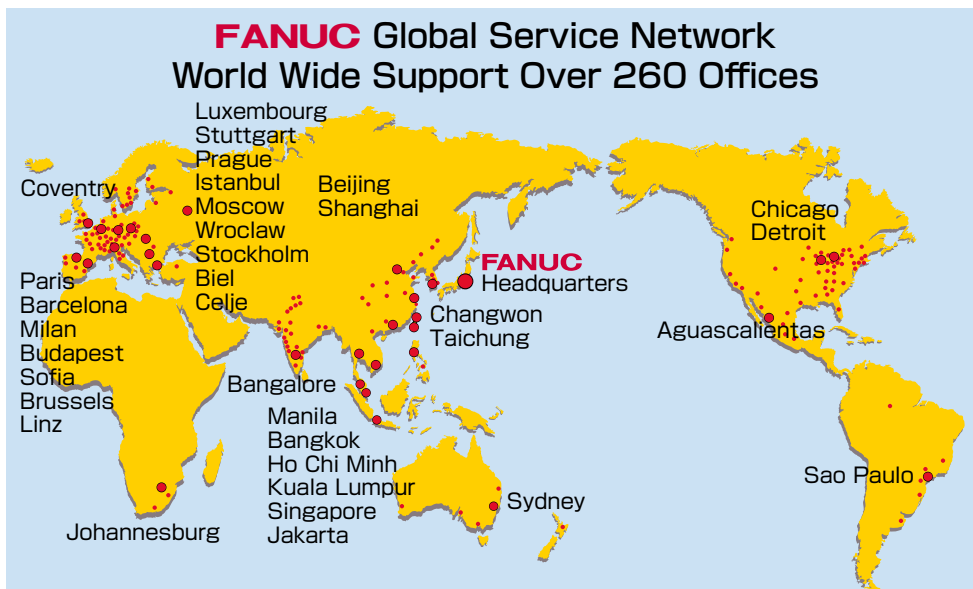 FANUC Global Service Network
World Wide Support Over 260 Offices
Luxembourg
Stuttgart
Prague
Istanbul
Moscow
Wroclaw
Stockholm
Biel
Celje
Coventry
Beijing
Shanghai
Chicago
Detroit
FANUC
Headquarters
Paris
Barcelona
Milan
Budapest
Sofia
Brussels
Linz
Changwon
Taichung
Aguascalientas
Bangalore
Manila
Bangkok
Ho Chi Minh
Kuala Lumpur
Singapore
Jakarta
Sydney
Sao Paulo
Johannesburg